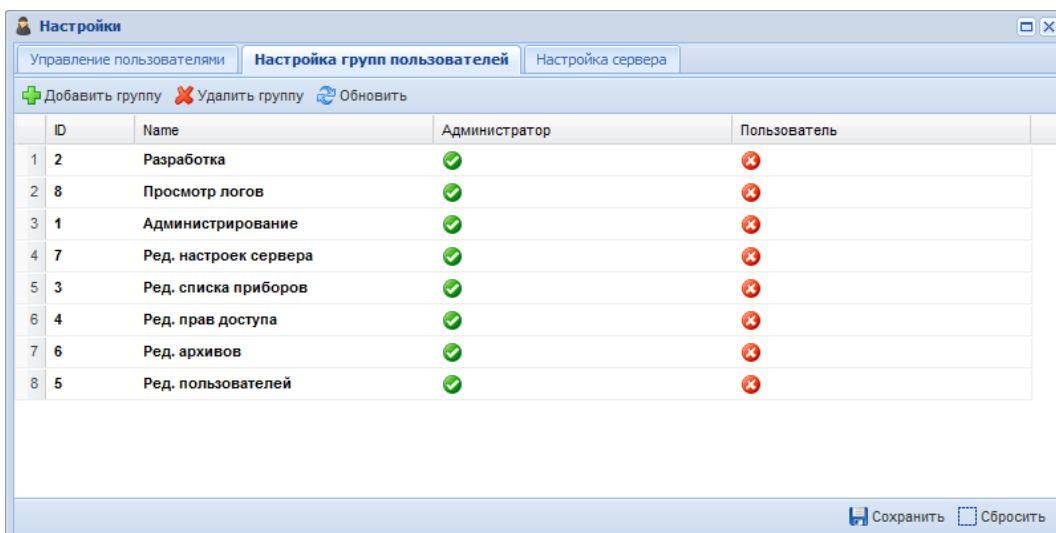 Настройки
Управление пользователями Настройка групп пользователей Настройка сервера
Добавить группу Удалить группу Обновить
ID Name Администратор Пользователь
1 2 Разработка
2 8 Просмотр логов
3 1 Администрирование
4 7 Ред. настроек сервера
5 3 Ред. списка приборов
6 4 Ред. прав доступа
7 6 Ред. архивов
8 5 Ред. пользователей
Сохранить Сбросить